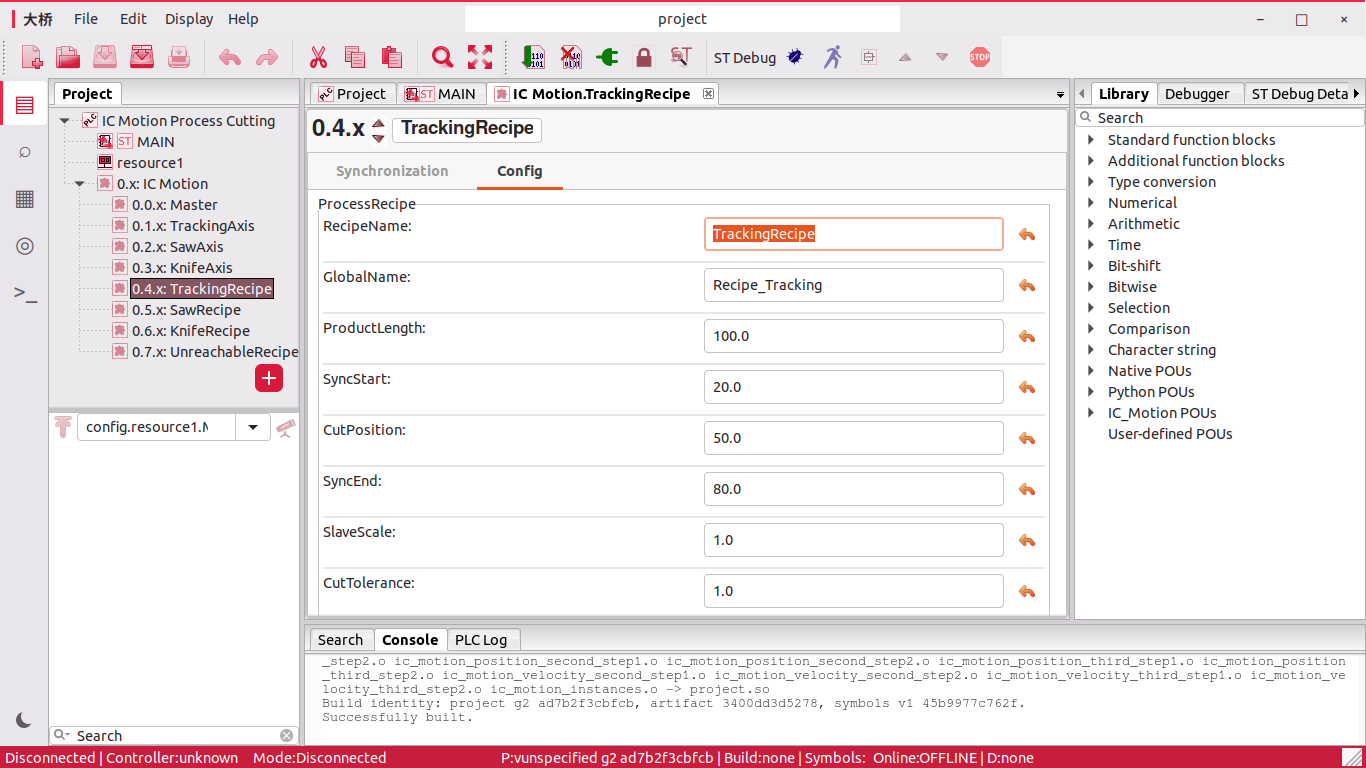 大桥 File Edit Display Help project
ST Debug
Project
IC Motion Process Cutting
ST MAIN
resource1
0.x: IC Motion
0.0.x: Master
0.1.x: TrackingAxis
0.2.x: SawAxis
0.3.x: KnifeAxis
0.4.x: TrackingRecipe
0.5.x: SawRecipe
0.6.x: KnifeRecipe
0.7.x: UnreachableRecipe
config.resource1.M
Search
Project ST MAIN IC Motion.TrackingRecipe
0.4.x TrackingRecipe
Synchronization Config
ProcessRecipe
RecipeName: TrackingRecipe
GlobalName: Recipe_Tracking
ProductLength: 100.0
SyncStart: 20.0
CutPosition: 50.0
SyncEnd: 80.0
SlaveScale: 1.0
CutTolerance: 1.0
Library Debugger ST Debug Deta
Search
Standard function blocks
Additional function blocks
Type conversion
Numerical
Arithmetic
Time
Bit-shift
Bitwise
Selection
Comparison
Character string
Native POUs
Python POUs
IC_Motion POUs
User-defined POUs
Search Console PLC Log
_step2.o ic_motion_position_second_step1.o ic_motion_position_second_step2.o ic_motion_position_third_step1.o ic_motion_position
_third_step2.o ic_motion_velocity_second_step1.o ic_motion_velocity_second_step2.o ic_motion_velocity_third_step1.o ic_motion_ve
locity_third_step2.o ic_motion_instances.o -> project.so
Build identity: project g2 ad7b2f3cbfcb, artifact 3400dd3d5278, symbols v1 45b9977c762f.
Successfully built.
Disconnected | Controller:unknown Mode:Disconnected P:vunspecified g2 ad7b2f3cbfcb | Build:none | Symbols: Online:OFFLINE | D:none